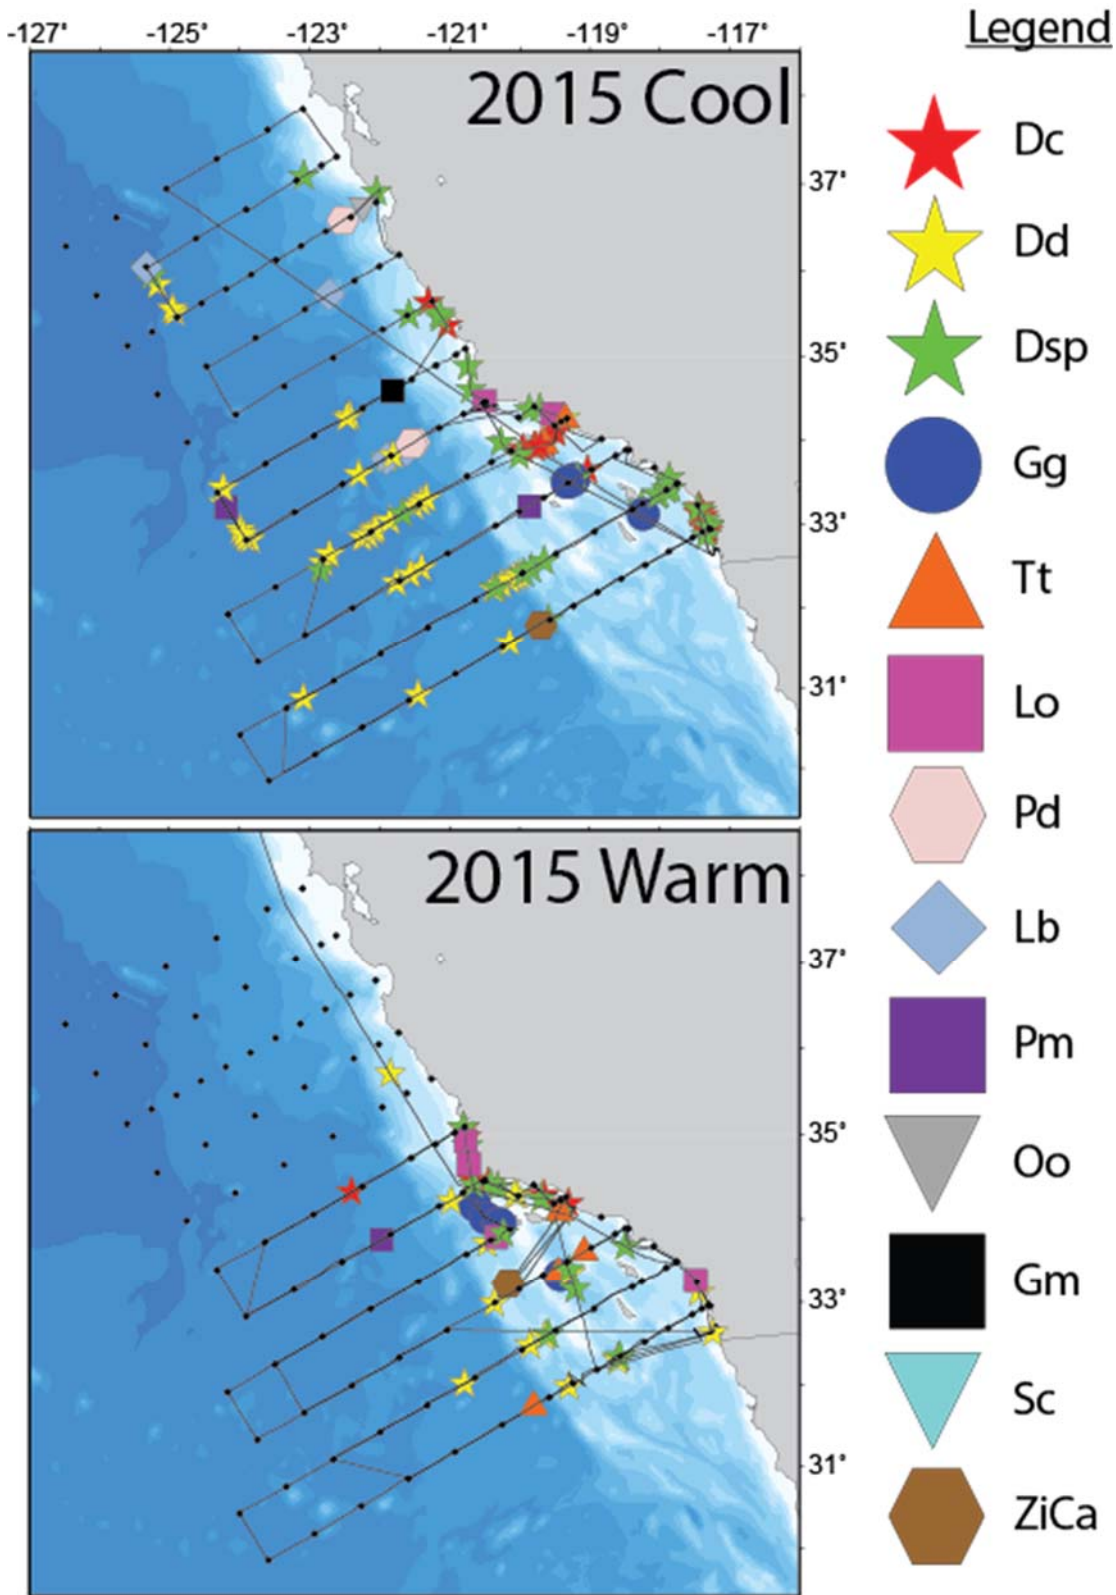 -127° -125° -123° -121° -119° -117°
Legend
2015 Cool
Dc
37°
Dd
Dsp
35°
Gg
33°
Tt
31°
Lo
Pd
2015 Warm
Lb
37°
Pm
35°
Oo
Gm
33°
Sc
31°
ZiCa